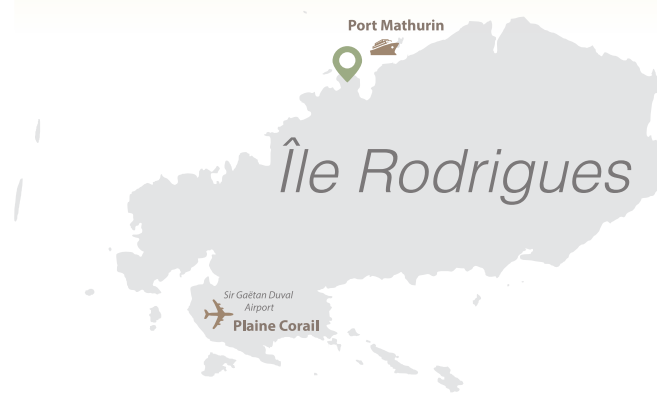 Port Mathurin
Île Rodrigues
Sir Gaëtan Duval
Airport
Plaine Corail